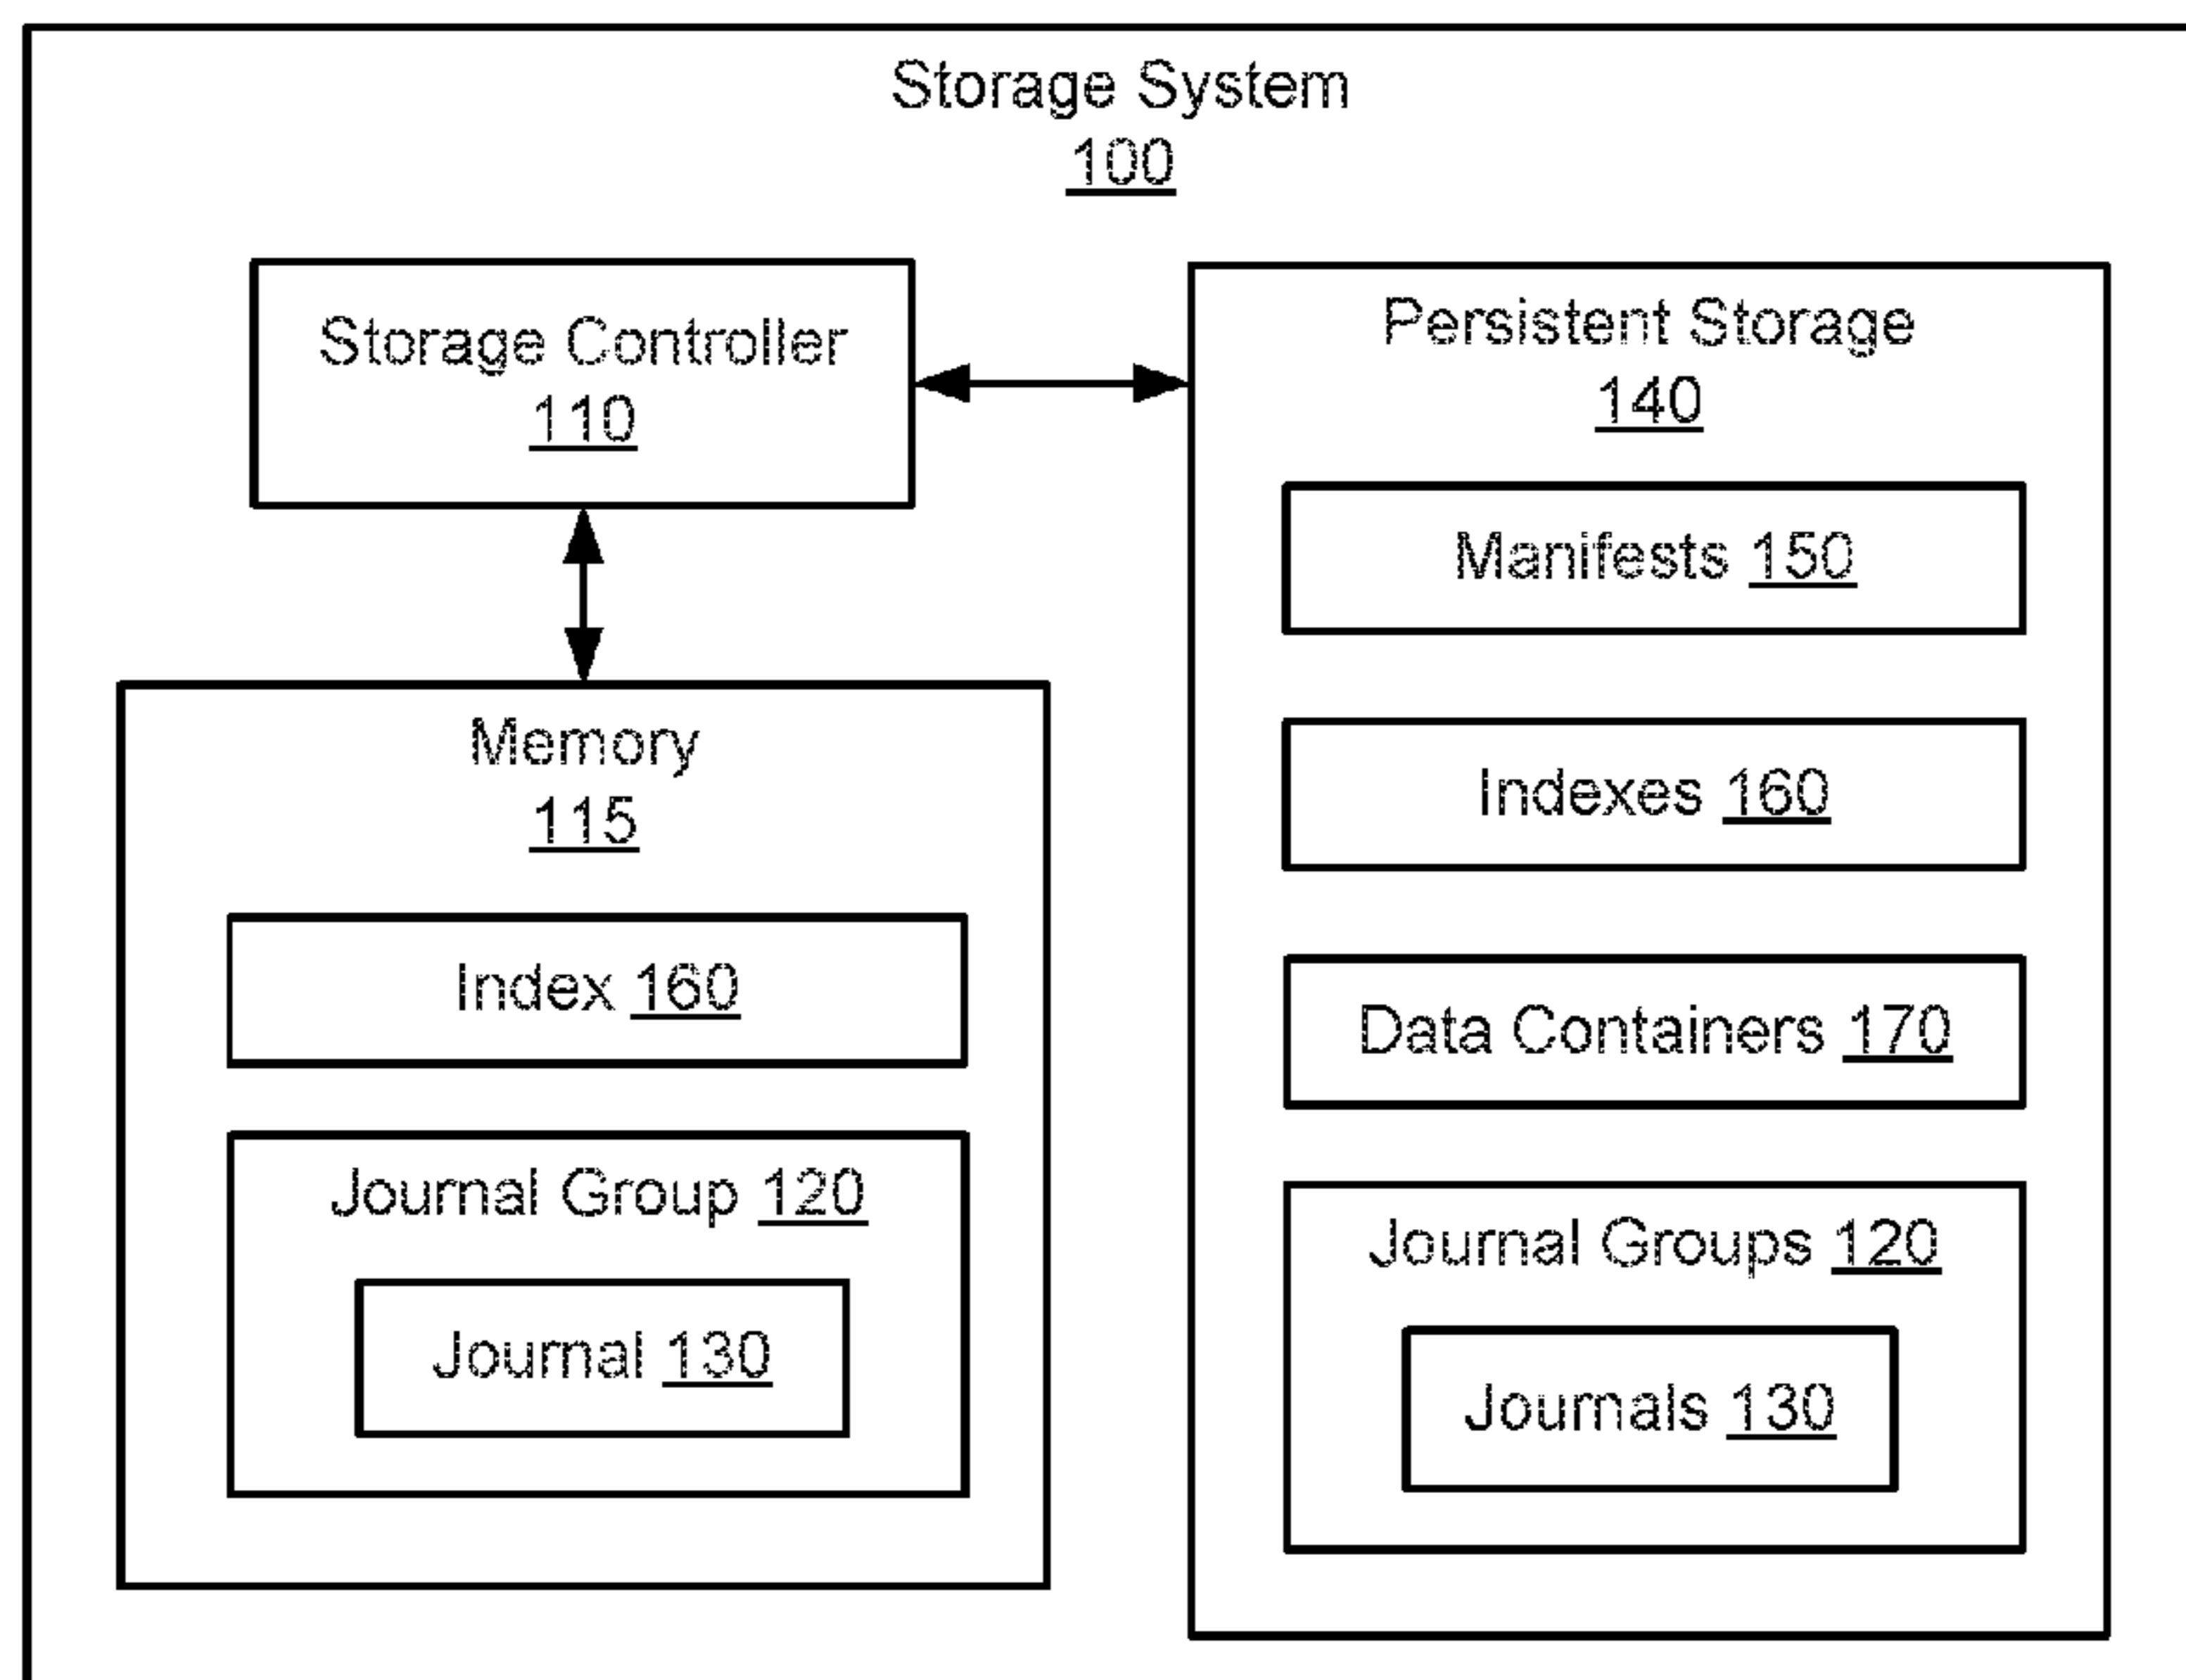 Storage System
100
Storage Controller
110
Memory
115
Index 160
Journal Group 120
Journal 130
Persistent Storage
140
Manifests 150
Indexes 160
Data Containers 170
Journal Groups 120
Journals 130